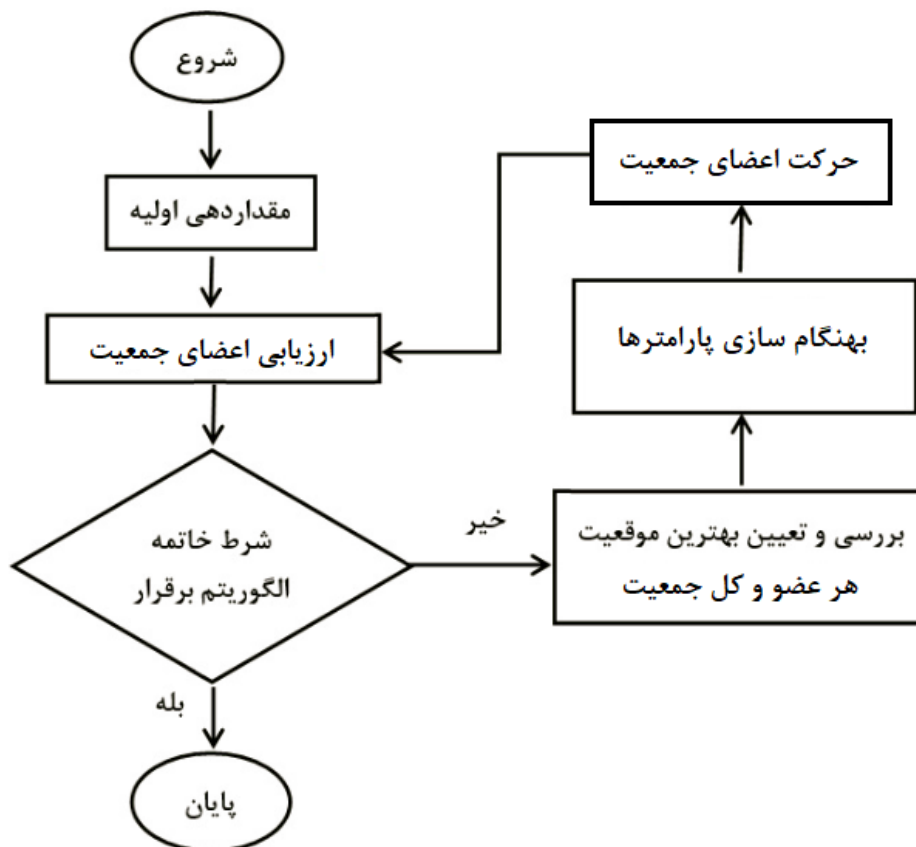 شروع
مقداردهی اولیه
ارزیابی اعضای جمعیت
شرط خاتمه
الگوریتم برقرار
خیر
بله
پایان
بررسی و تعیین بهترین موقعیت
هر عضو و کل جمعیت
بهنگام سازی پارامترها
حرکت اعضای جمعیت